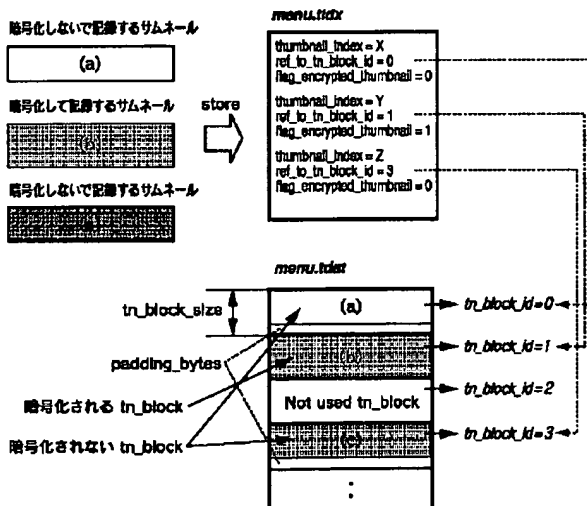 暗号化しないで記録するサムネール
(a)
暗号化して記録するサムネール
(b)
暗号化しないで記録するサムネール
store
menu.tidx
thumbnail_index = X
ref_to_tn_block_id = 0
flag_encrypted_thumbnail = 0
thumbnail_index = Y
ref_to_tn_block_id = 1
flag_encrypted_thumbnail = 1
thumbnail_index = Z
ref_to_tn_block_id = 3
flag_encrypted_thumbnail = 0
menu.tdat
tn_block_size
padding_bytes
暗号化される tn_block
暗号化されない tn_block
(a)
(b)
Not used tn_block
(c)
:
tn_block_id=0
tn_block_id=1
tn_block_id=2
tn_block_id=3